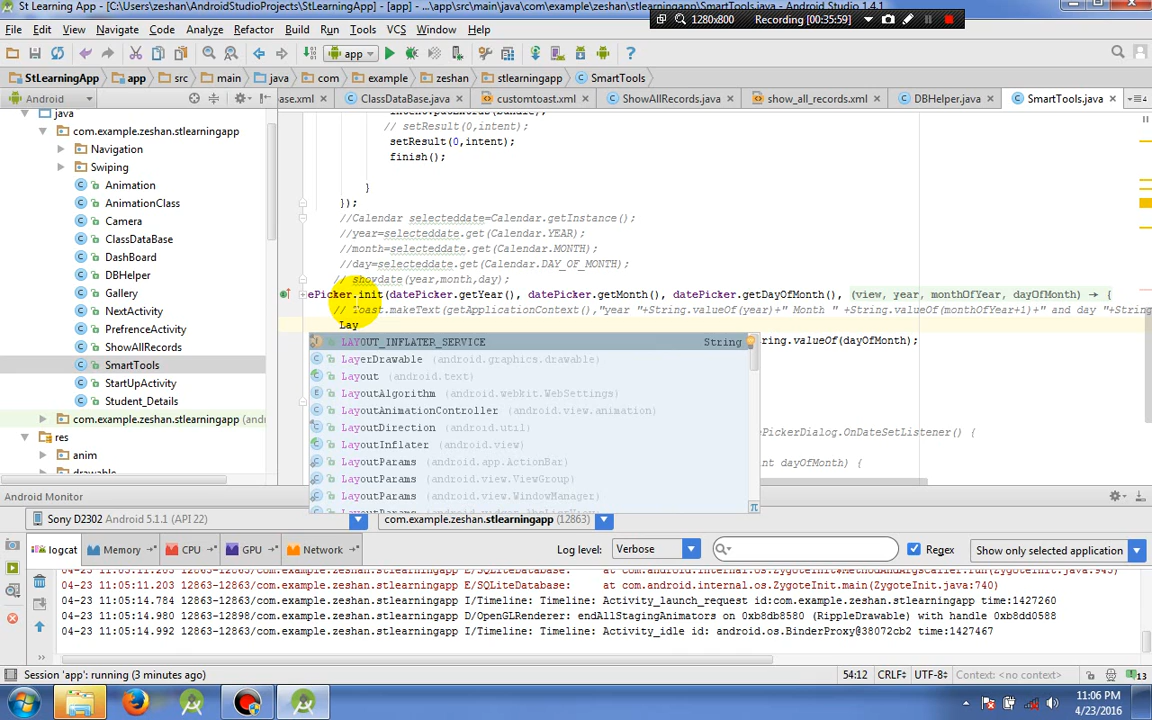 St Learning App - [C:\Users\zeshan\AndroidStudioProjects\StLearningApp] - [app] - ...\app\src\main\java\com\example\zeshan\stlearningapp\SmartTools.java - Android Studio 1.4.1
1280x800 Recording [00:35:59]
File Edit View Navigate Code Analyze Refactor Build Run Tools VCS Window Help
app
StLearningApp app src main java com example zeshan stlearningapp SmartTools
Android
base.xml ClassDataBase.java customtoast.xml ShowAllRecords.java show_all_records.xml DBHelper.java SmartTools.java
java
com.example.zeshan.stlearningapp
Navigation
Swiping
Animation
AnimationClass
Camera
ClassDataBase
DashBoard
DBHelper
Gallery
NextActivity
PrefrenceActivity
ShowAllRecords
SmartTools
StartUpActivity
Student_Details
com.example.zeshan.stlearningapp
res
anim
drawable
// setResult(0,intent);
setResult(0,intent);
finish();
}
});
//Calendar selecteddate=Calendar.getInstance();
//year=selecteddate.get(Calendar.YEAR);
//month=selecteddate.get(Calendar.MONTH);
//day=selecteddate.get(Calendar.DAY_OF_MONTH);
// showdate(year,month,day);
ePicker.init(datePicker.getYear(), datePicker.getMonth(), datePicker.getDayOfMonth(), (view, year, monthOfYear, dayOfMonth) →
// Toast.makeText(getApplicationContext(),"year "+String.valueOf(year)+" Month " +String.valueOf(monthOfYear+1)+" and day "+String
Lay
LAYOUT_INFLATER_SERVICE String
LayerDrawable (android.graphics.drawable)
Layout (android.text)
LayoutAlgorithm (android.webkit.WebSettings)
LayoutAnimationController (android.view.animation)
LayoutDirection (android.util)
LayoutInflater (android.view)
LayoutParams (android.app.ActionBar)
LayoutParams (android.view.ViewGroup)
LayoutParams (android.view.WindowManager)
ring.valueOf(dayOfMonth);
ePickerDialog.OnDateSetListener() {
nt dayOfMonth) {
Android Monitor
Sony D2302 Android 5.1.1 (API 22)
com.example.zeshan.stlearningapp (12863)
logcat Memory CPU GPU Network
Log level: Verbose
Regex
Show only selected application
04-23 11:05:11.203 12863-12863/com.example.zeshan.stlearningapp E/SQLiteDatabase: at com.android.internal.os.ZygoteInit.main(ZygoteInit.java:740)
04-23 11:05:14.784 12863-12863/com.example.zeshan.stlearningapp I/Timeline: Timeline: Activity_launch_request id:com.example.zeshan.stlearningapp time:1427260
04-23 11:05:14.920 12863-12898/com.example.zeshan.stlearningapp D/OpenGLRenderer: endAllStagingAnimators on 0xb8db8580 (RippleDrawable) with handle 0xb8dd0588
04-23 11:05:14.992 12863-12863/com.example.zeshan.stlearningapp I/Timeline: Timeline: Activity_idle id: android.os.BinderProxy@38072cb2 time:1427467
Session 'app': running (3 minutes ago)
54:12 CRLF UTF-8 Context: <no context> 13
11:06 PM
4/23/2016